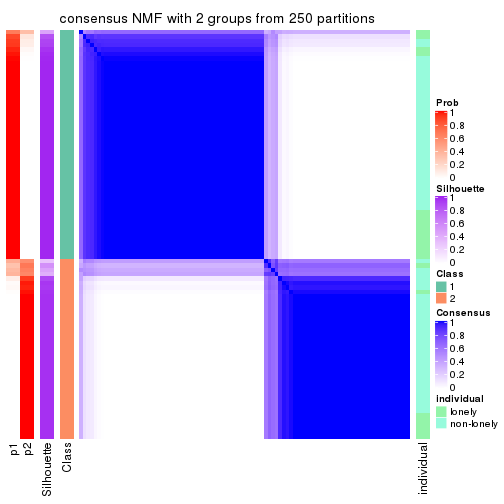 consensus NMF with 2 groups from 250 partitions
Prob
1
0.8
0.6
0.4
0.2
0
Silhouette
1
0.8
0.6
0.4
0.2
0
Class
1
2
Consensus
1
0.8
0.6
0.4
0.2
0
individual
lonely
non-lonely
p1
p2
Silhouette
Class
individual